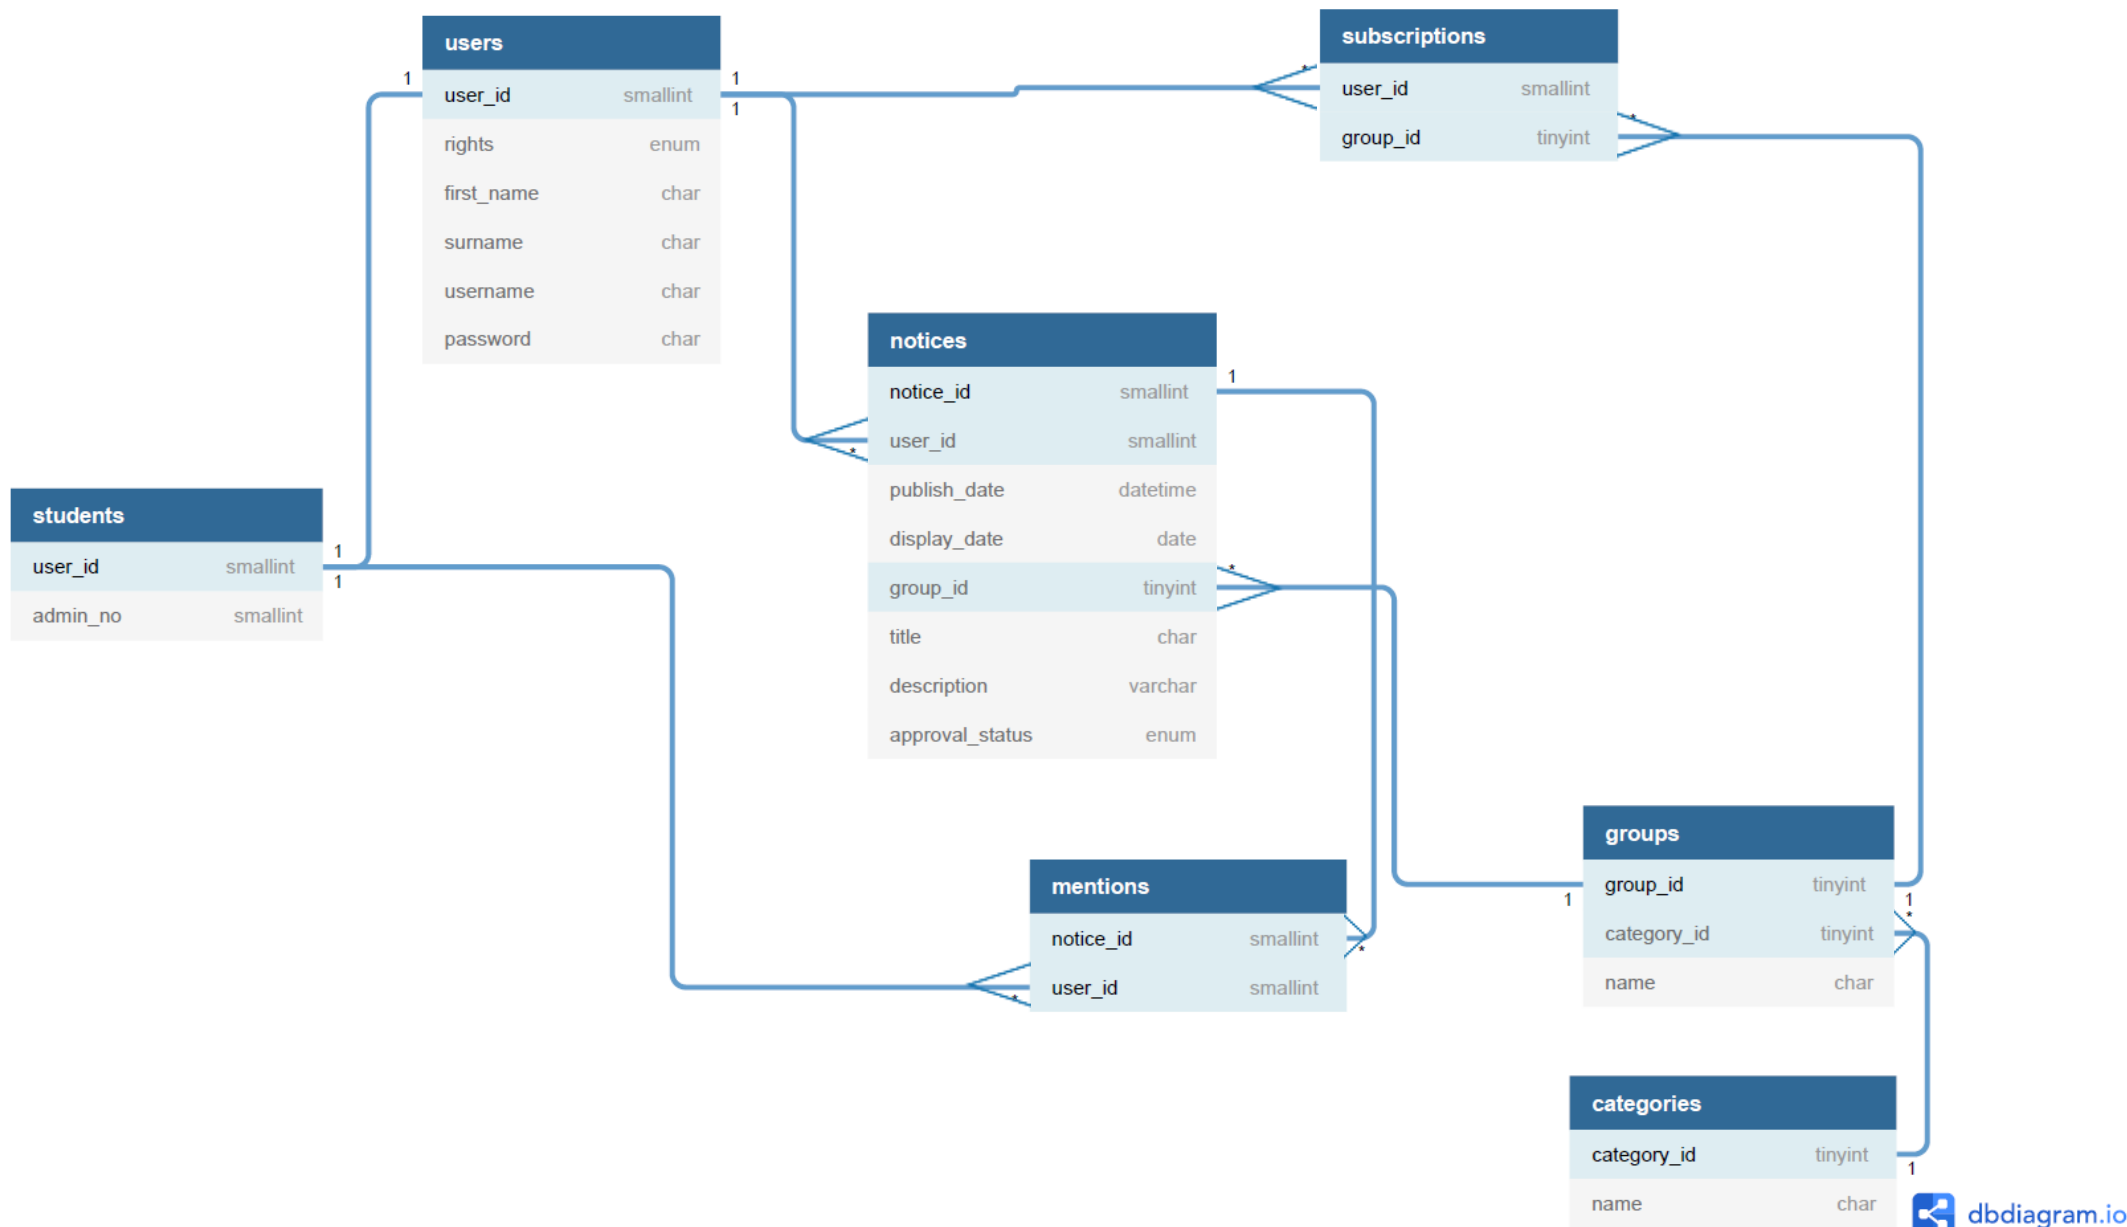 users
1 user_id smallint 1
1
rights enum
first_name char
surname char
username char
password char
subscriptions
* user_id smallint
group_id tinyint *
notices
notice_id smallint 1
* user_id smallint
publish_date datetime
display_date date
group_id tinyint *
title char
description varchar
approval_status enum
students
user_id smallint 1
1
admin_no smallint
mentions
notice_id smallint *
* user_id smallint
groups
1 group_id tinyint 1
category_id tinyint *
name char
categories
category_id tinyint 1
name char
dbdiagram.io